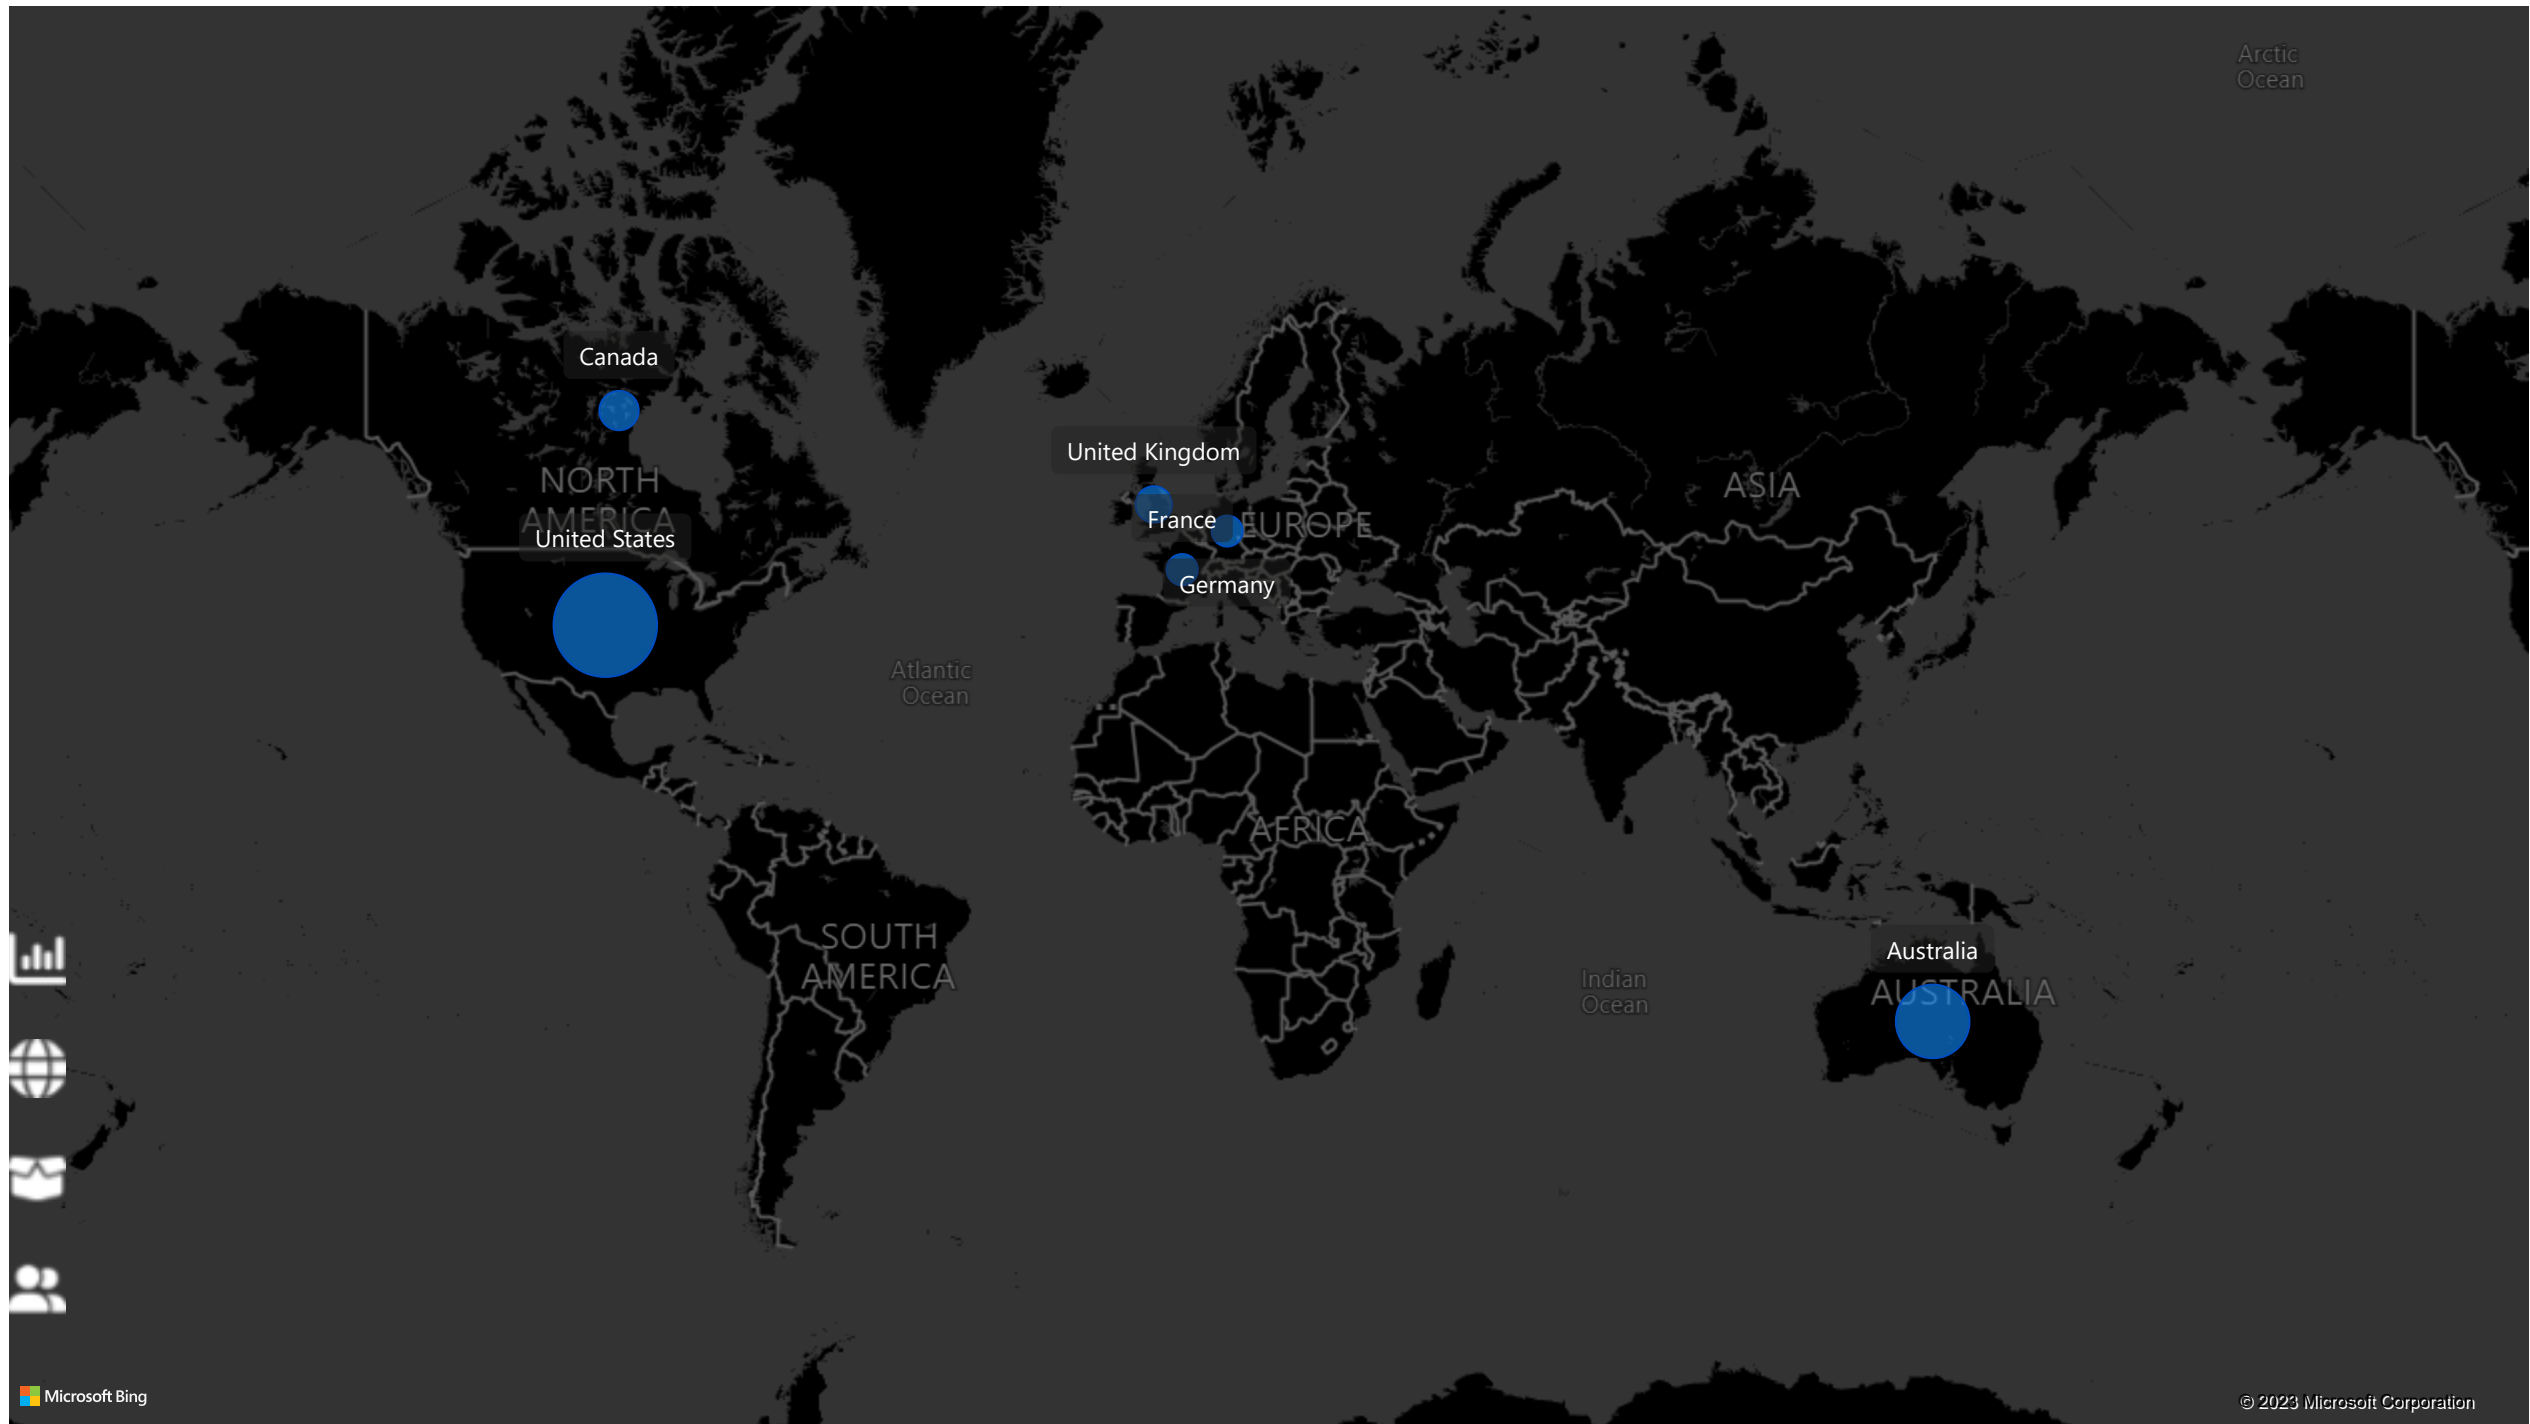 Arctic
Ocean
Canada
United Kingdom
NORTH
AMERICA
ASIA
France
EUROPE
United States
Germany
Atlantic
Ocean
AFRICA
SOUTH
AMERICA
Australia
Indian
Ocean
AUSTRALIA
Microsoft Bing
© 2023 Microsoft Corporation